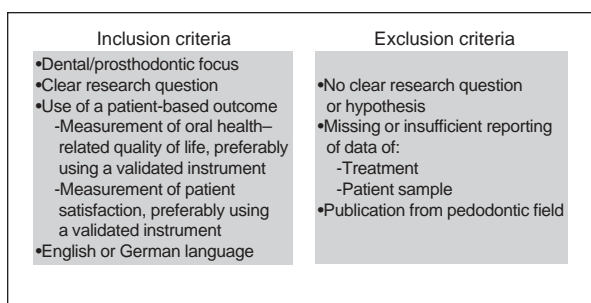 Inclusion criteria
•Dental/prosthodontic focus
•Clear research question
•Use of a patient-based outcome
-Measurement of oral health–
related quality of life, preferably
using a validated instrument
-Measurement of patient
satisfaction, preferably using
a validated instrument
•English or German language
Exclusion criteria
•No clear research question
or hypothesis
•Missing or insufficient reporting
of data of:
-Treatment
-Patient sample
•Publication from pedodontic field